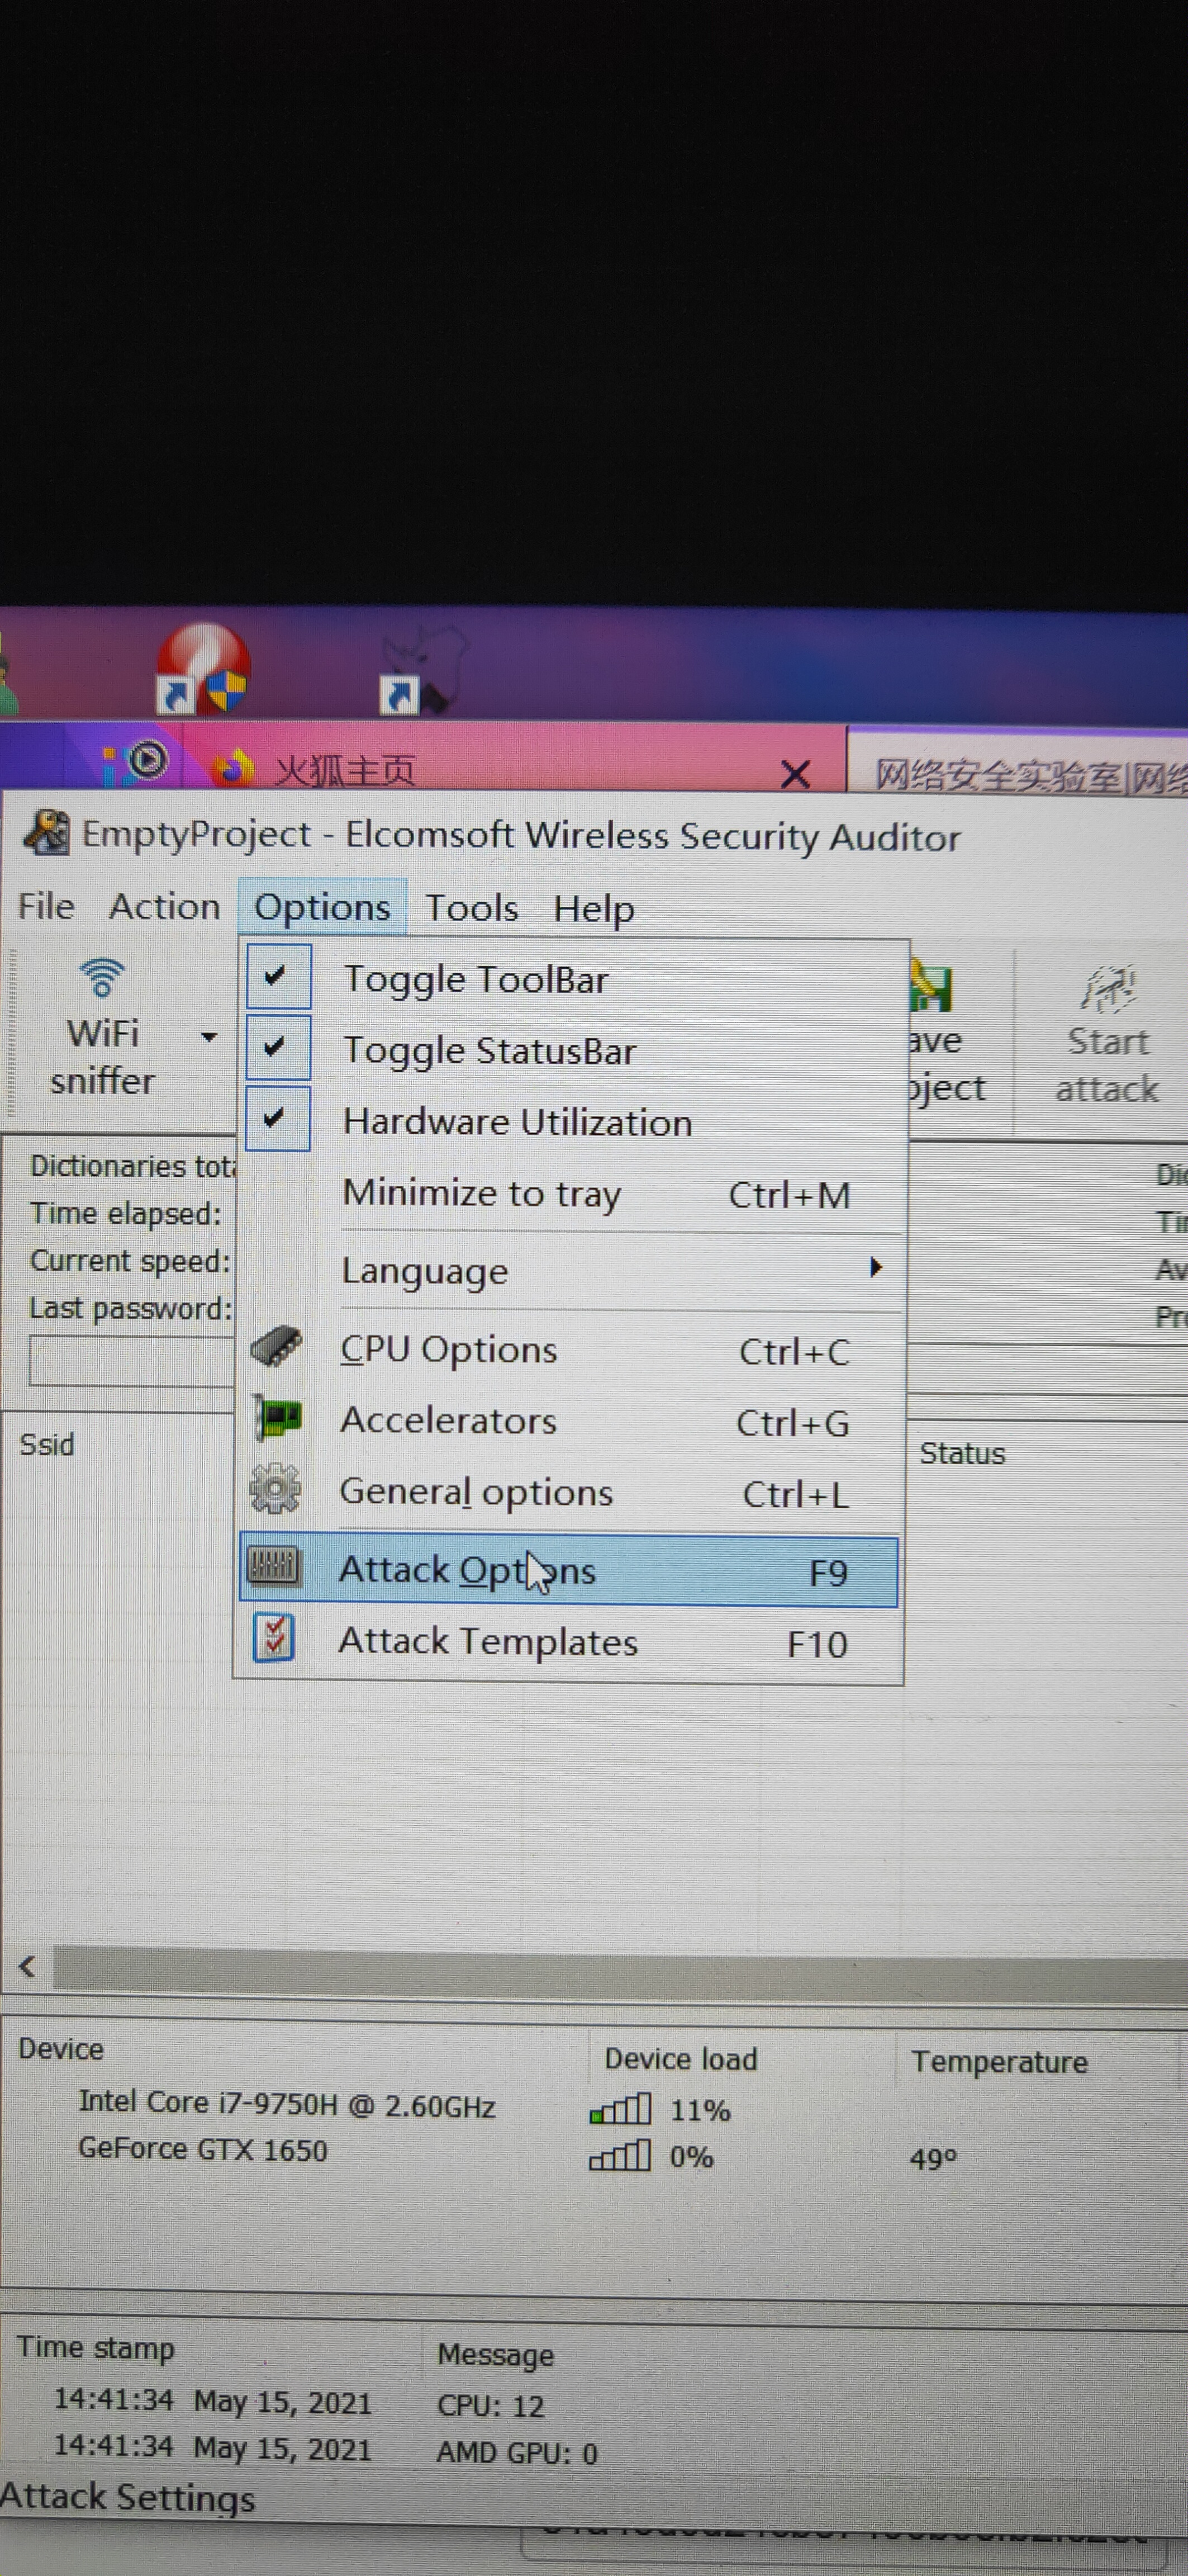 火狐主页
网络安全实验室|网络
EmptyProject - Elcomsoft Wireless Security Auditor
File Action Options Tools Help
WiFi sniffer
Toggle ToolBar
Toggle StatusBar
Hardware Utilization
Minimize to tray Ctrl+M
Language
CPU Options Ctrl+C
Accelerators Ctrl+G
General options Ctrl+L
Attack Options F9
Attack Templates F10
ave
oject
Start
attack
Dictionaries tot
Time elapsed:
Current speed:
Last password:
Di
Ti
Av
Pr
Ssid
Status
Device Device load Temperature
Intel Core i7-9750H @ 2.60GHz 11%
GeForce GTX 1650 0% 49º
Time stamp Message
14:41:34 May 15, 2021 CPU: 12
14:41:34 May 15, 2021 AMD GPU: 0
Attack Settings